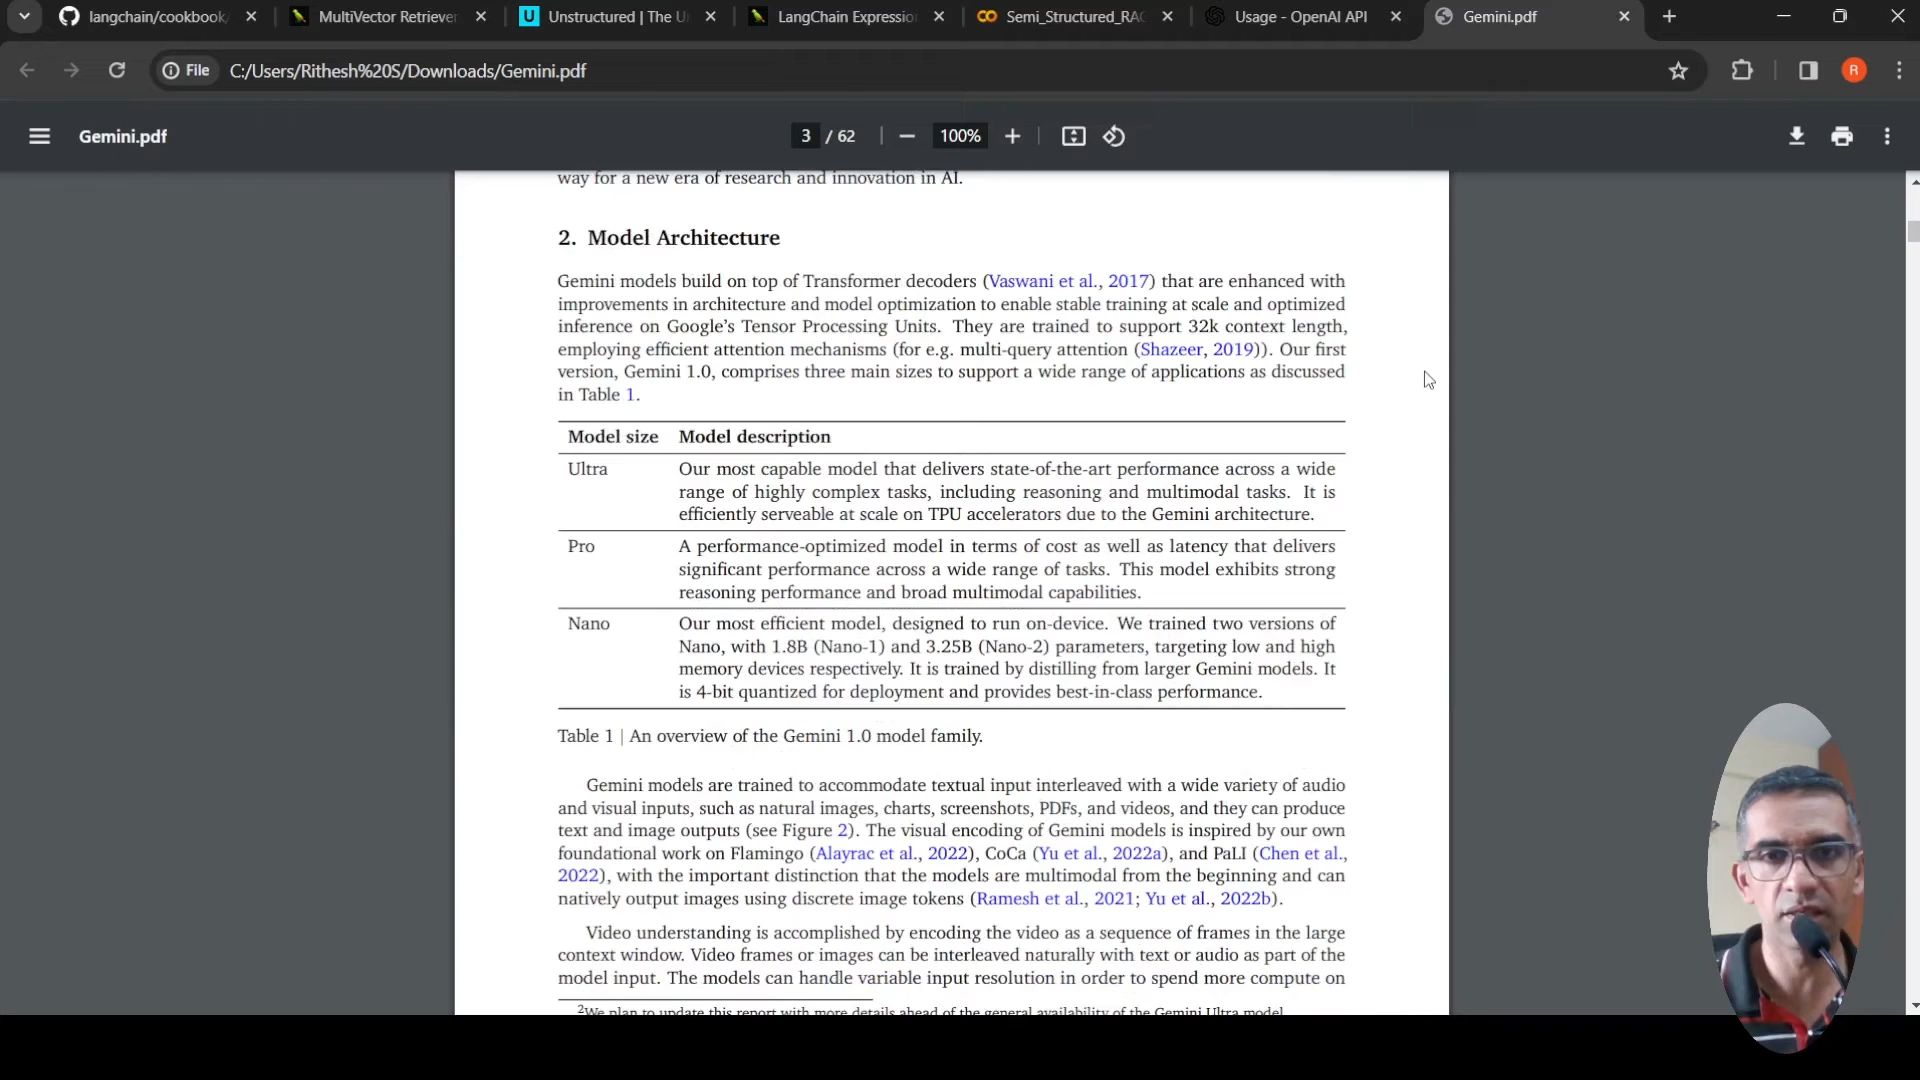 langchain/cookbook
MultiVector Retriever
Unstructured | The U
LangChain Expression
Semi_Structured_RAG
Usage - OpenAI API
Gemini.pdf
File
C:/Users/Rithesh%20S/Downloads/Gemini.pdf
R
Gemini.pdf
3 / 62
100%
way for a new era of research and innovation in AI.
2. Model Architecture
Gemini models build on top of Transformer decoders (Vaswani et al., 2017) that are enhanced with
improvements in architecture and model optimization to enable stable training at scale and optimized
inference on Google's Tensor Processing Units. They are trained to support 32k context length,
employing efficient attention mechanisms (for e.g. multi-query attention (Shazeer, 2019)). Our first
version, Gemini 1.0, comprises three main sizes to support a wide range of applications as discussed
in Table 1.
Model size Model description
Ultra Our most capable model that delivers state-of-the-art performance across a wide
range of highly complex tasks, including reasoning and multimodal tasks. It is
efficiently serveable at scale on TPU accelerators due to the Gemini architecture.
Pro A performance-optimized model in terms of cost as well as latency that delivers
significant performance across a wide range of tasks. This model exhibits strong
reasoning performance and broad multimodal capabilities.
Nano Our most efficient model, designed to run on-device. We trained two versions of
Nano, with 1.8B (Nano-1) and 3.25B (Nano-2) parameters, targeting low and high
memory devices respectively. It is trained by distilling from larger Gemini models. It
is 4-bit quantized for deployment and provides best-in-class performance.
Table 1 | An overview of the Gemini 1.0 model family.
Gemini models are trained to accommodate textual input interleaved with a wide variety of audio
and visual inputs, such as natural images, charts, screenshots, PDFs, and videos, and they can produce
text and image outputs (see Figure 2). The visual encoding of Gemini models is inspired by our own
foundational work on Flamingo (Alayrac et al., 2022), CoCa (Yu et al., 2022a), and PaLI (Chen et al.,
2022), with the important distinction that the models are multimodal from the beginning and can
natively output images using discrete image tokens (Ramesh et al., 2021; Yu et al., 2022b).
Video understanding is accomplished by encoding the video as a sequence of frames in the large
context window. Video frames or images can be interleaved naturally with text or audio as part of the
model input. The models can handle variable input resolution in order to spend more compute on
2We plan to update this report with more details ahead of the general availability of the Gemini Ultra model.